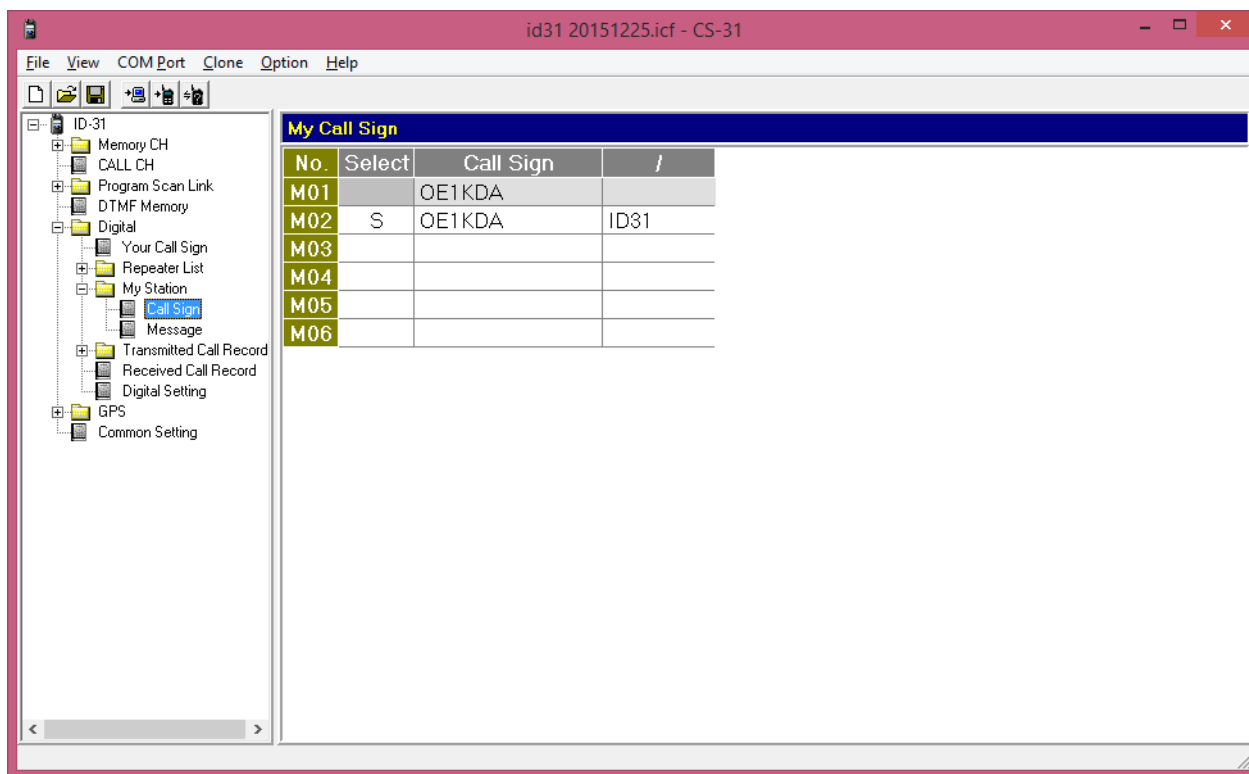 id31 20151225.icf - CS-31
File View COM Port Clone Option Help
ID-31
Memory CH
CALL CH
Program Scan Link
DTMF Memory
Digital
Your Call Sign
Repeater List
My Station
Call Sign
Message
Transmitted Call Record
Received Call Record
Digital Setting
GPS
Common Setting
My Call Sign
No. Select Call Sign /
M01 OE1KDA
M02 S OE1KDA ID31
M03
M04
M05
M06